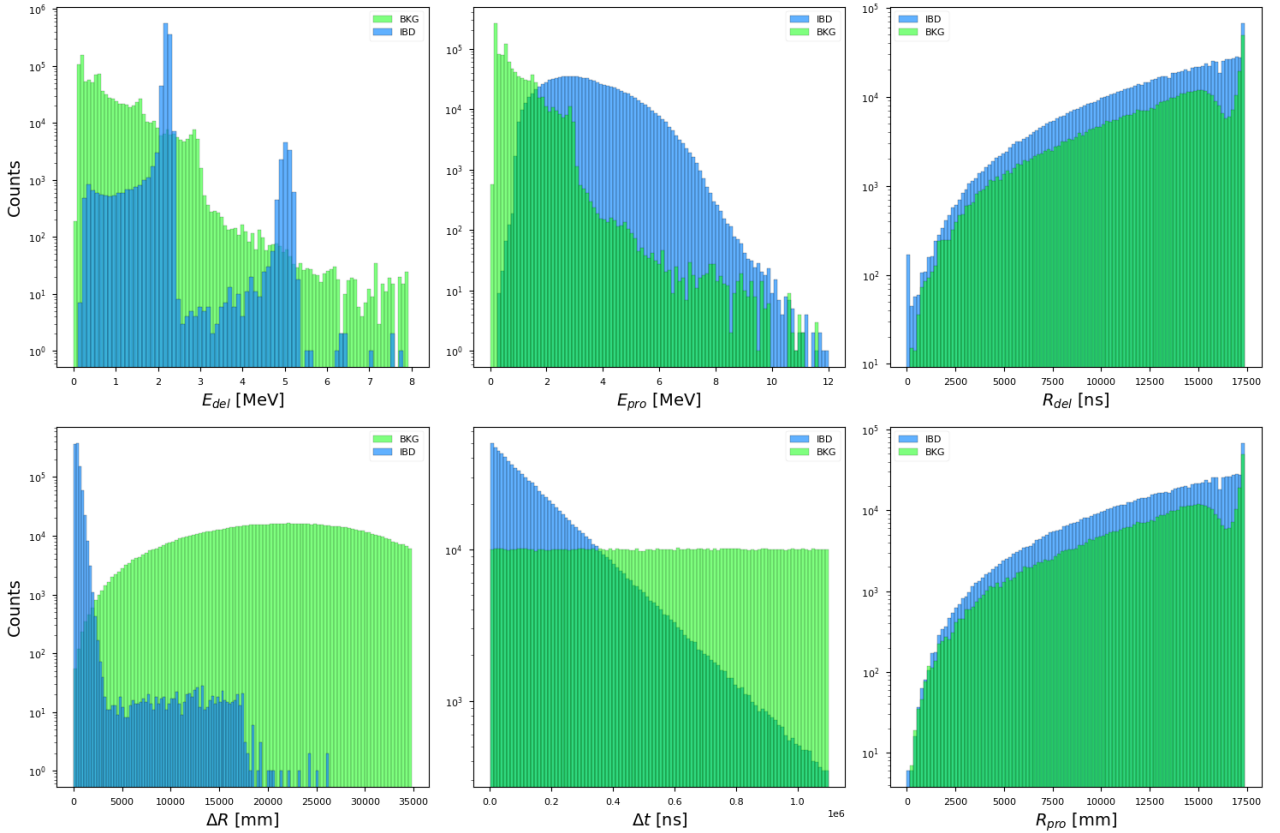 Counts
10⁶
10⁵
10⁴
10³
10²
10¹
10⁰
BKG
IBD
0 1 2 3 4 5 6 7 8
E_del [MeV]
10⁵
10⁴
10³
10²
10¹
10⁰
IBD
BKG
0 2 4 6 8 10 12
E_pro [MeV]
10⁵
10⁴
10³
10²
10¹
IBD
BKG
0 2500 5000 7500 10000 12500 15000 17500
R_del [ns]
Counts
10⁵
10⁴
10³
10²
10¹
10⁰
BKG
IBD
0 5000 10000 15000 20000 25000 30000 35000
ΔR [mm]
10⁴
10³
IBD
BKG
0.0 0.2 0.4 0.6 0.8 1.0
1e6
Δt [ns]
10⁵
10⁴
10³
10²
10¹
10⁰
IBD
BKG
0 2500 5000 7500 10000 12500 15000 17500
R_pro [mm]